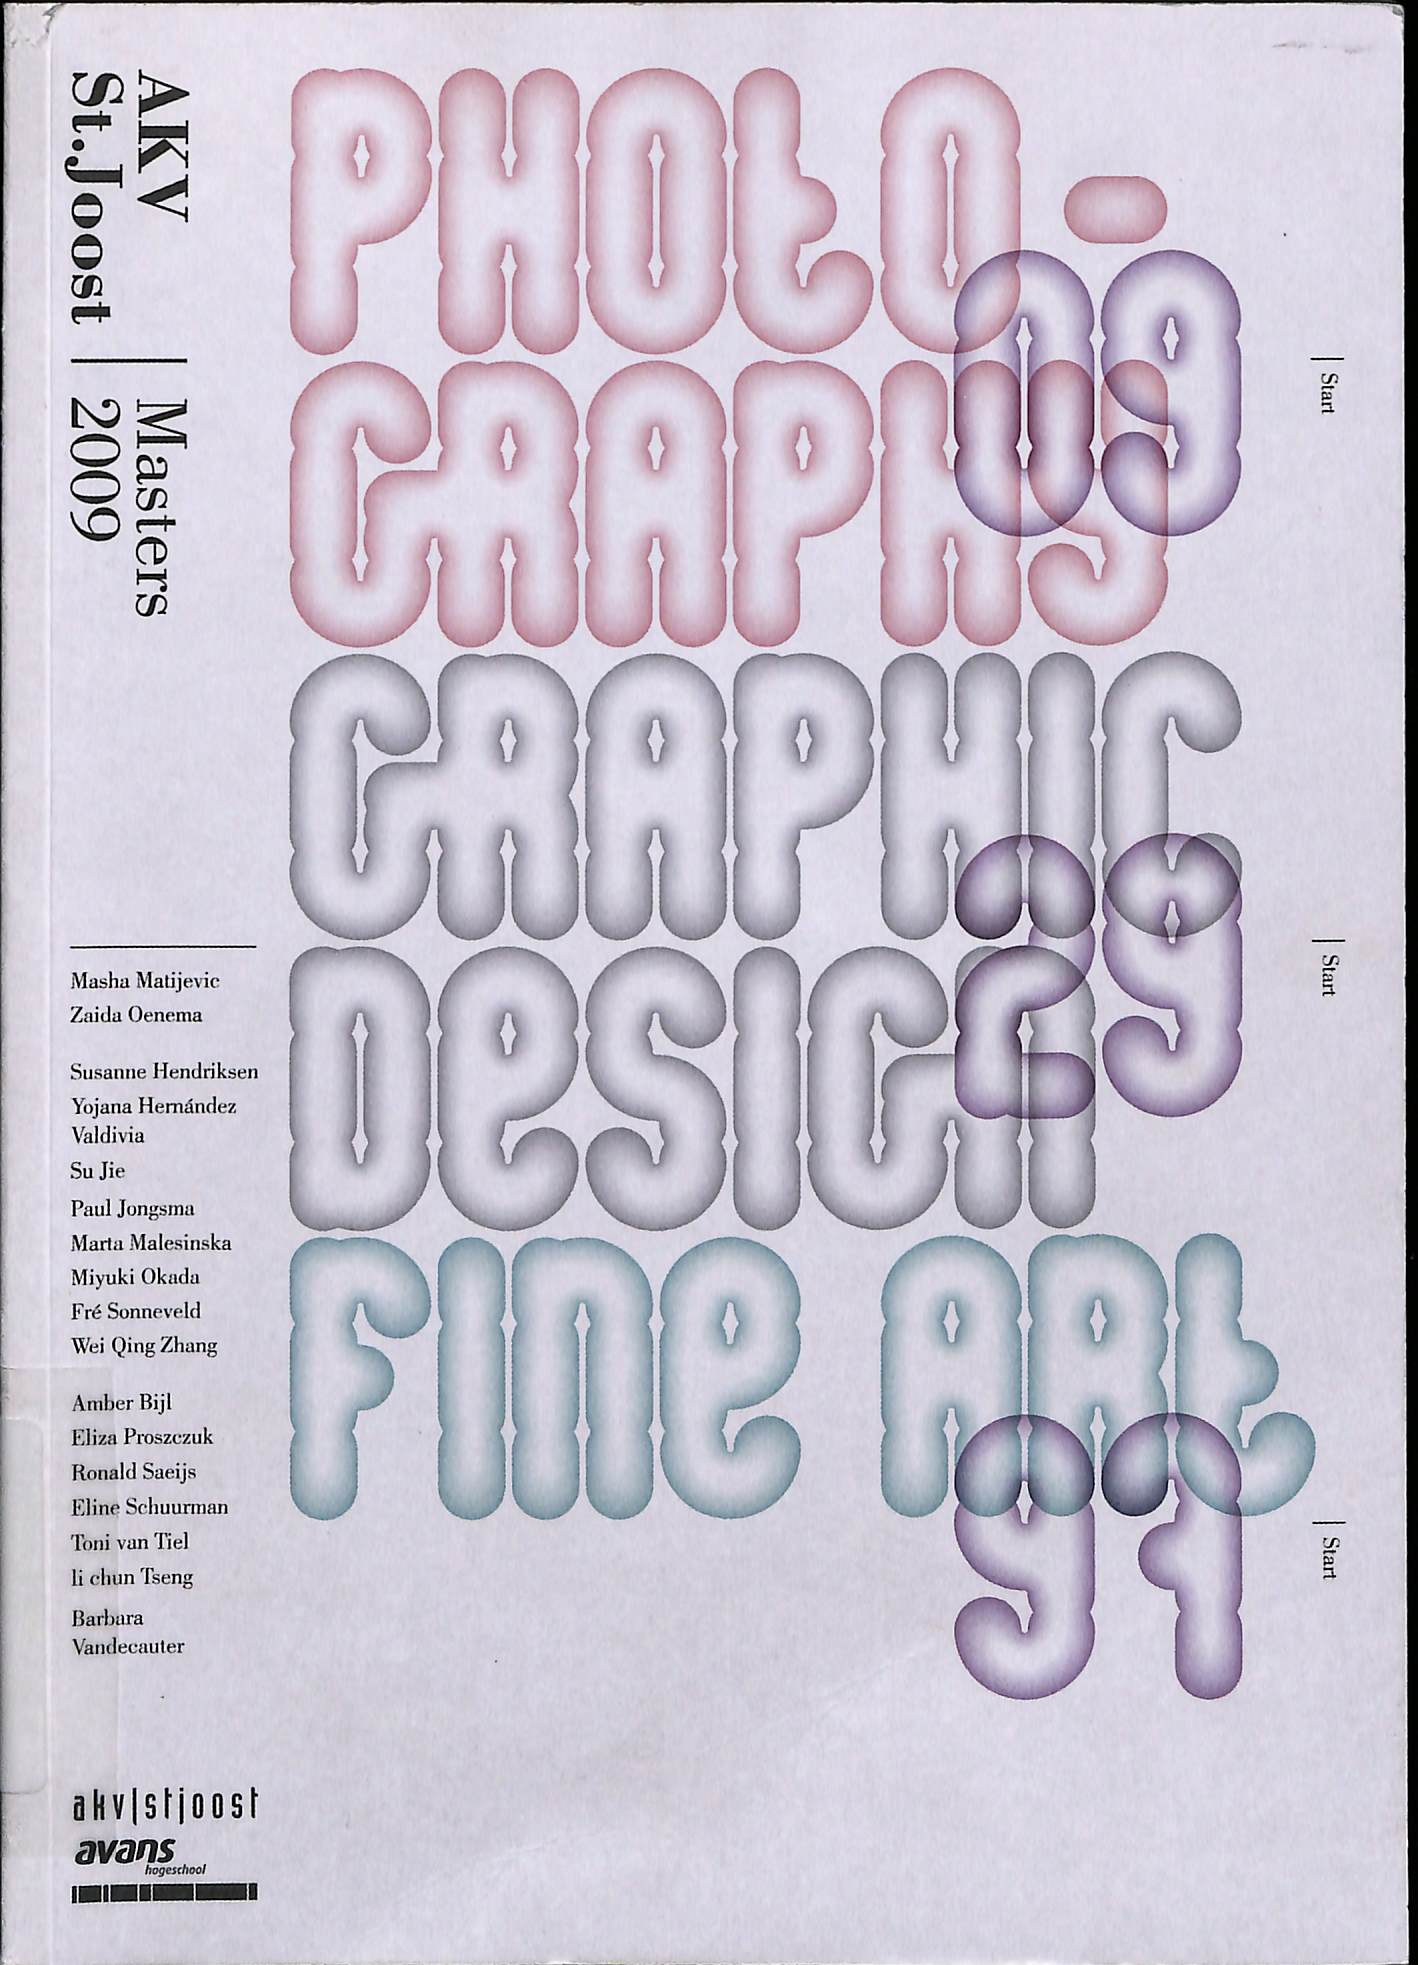 AKV | Masters
St.Joost | 2009
PHOTO-
GRAPHY
GRAPHIC
DESIGN
FINE ART
09
| Start
29
| Start
97
| Start
Masha Matijevic
Zaida Oenema
Susanne Hendriksen
Yojana Hernández
Valdivia
Su Jie
Paul Jongsma
Marta Malesinska
Miyuki Okada
Fré Sonneveld
Wei Qing Zhang
Amber Bijl
Eliza Proszczuk
Ronald Saeijs
Eline Schuurman
Toni van Tiel
li chun Tseng
Barbara
Vandecauter
akv|stjoost
avans
hogeschool